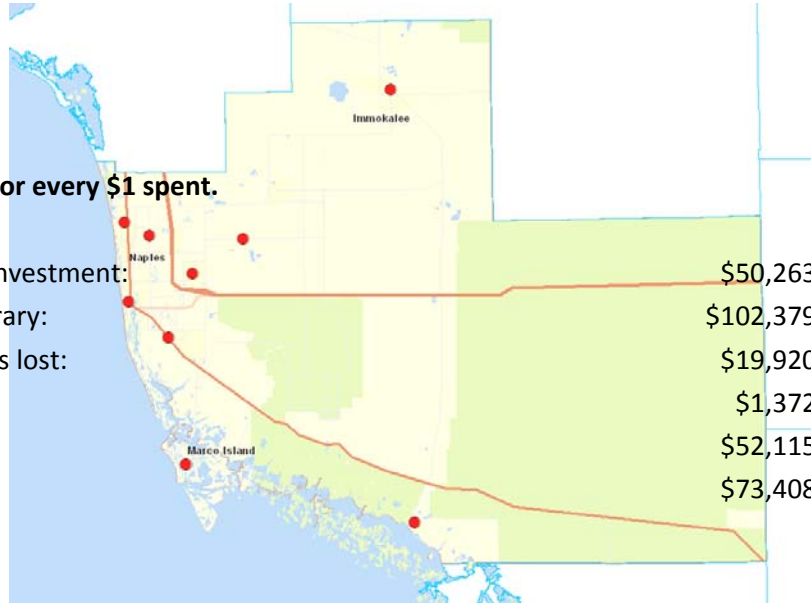 Immokalee
or every $1 spent.
Naples
nvestment: $50,263
rary: $102,379
s lost: $19,920
$1,372
$52,115
Marco Island
$73,408